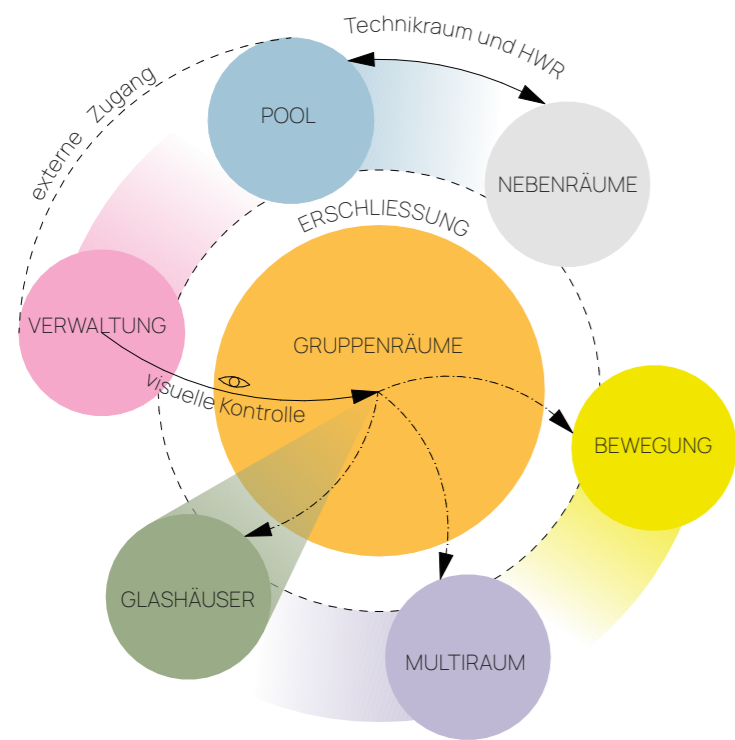 Technikraum und HWR
externe Zugang
POOL
NEBENRÄUME
ERSCHLIESSUNG
VERWALTUNG
GRUPPENRÄUME
visuelle Kontrolle
BEWEGUNG
GLASHÄUSER
MULTIRAUM